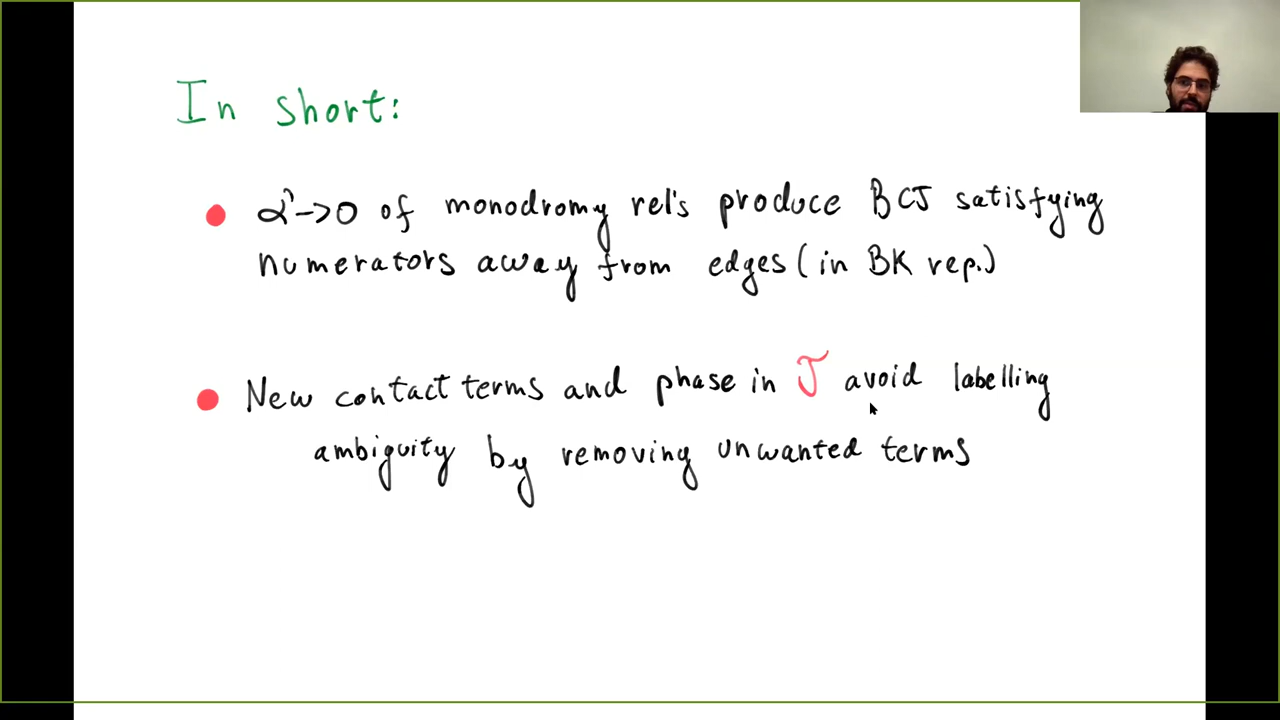 In short:
α'→0 of monodromy rel's produce BCJ satisfying
numerators away from edges (in BK rep.)
New contact terms and phase in J avoid labelling
ambiguity by removing unwanted terms